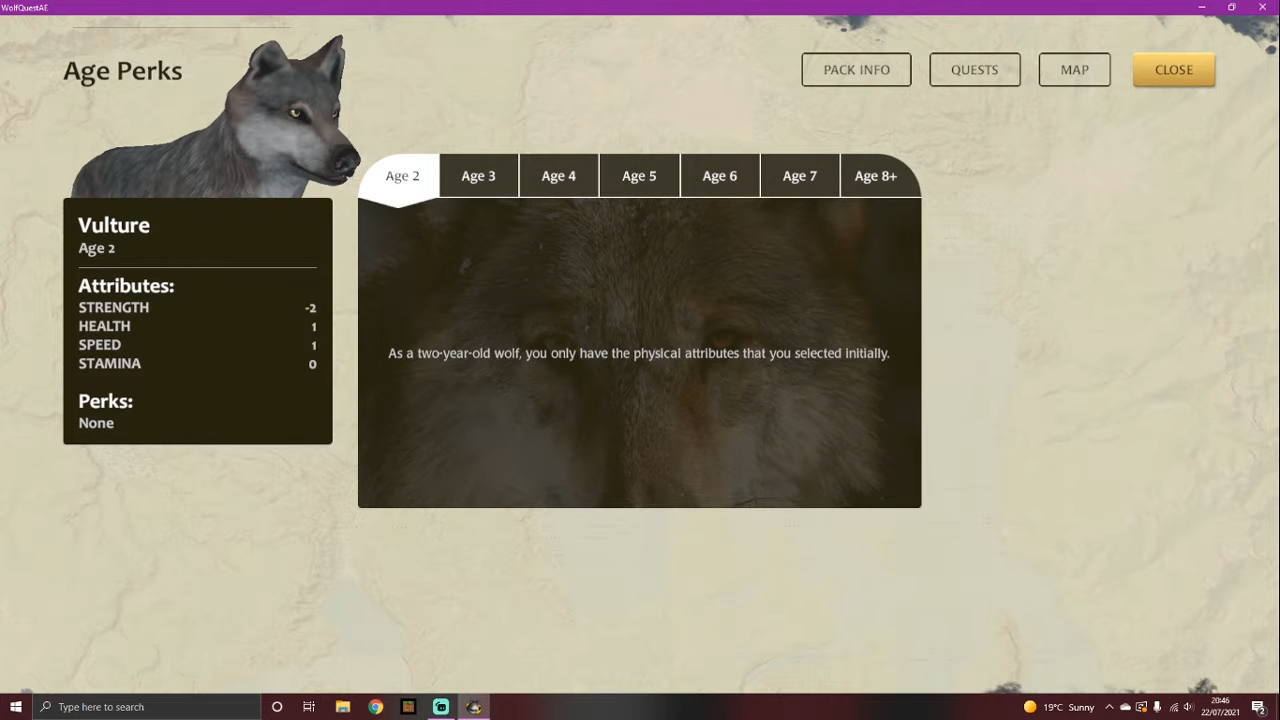 WolfQuestAE
Age Perks
PACK INFO
QUESTS
MAP
CLOSE
Age 2
Age 3
Age 4
Age 5
Age 6
Age 7
Age 8+
Vulture
Age 2
Attributes:
STRENGTH -2
HEALTH 1
SPEED 1
STAMINA 0
Perks:
None
As a two-year-old wolf, you only have the physical attributes that you selected initially.
Type here to search
19°C Sunny
20:46
22/07/2021
2